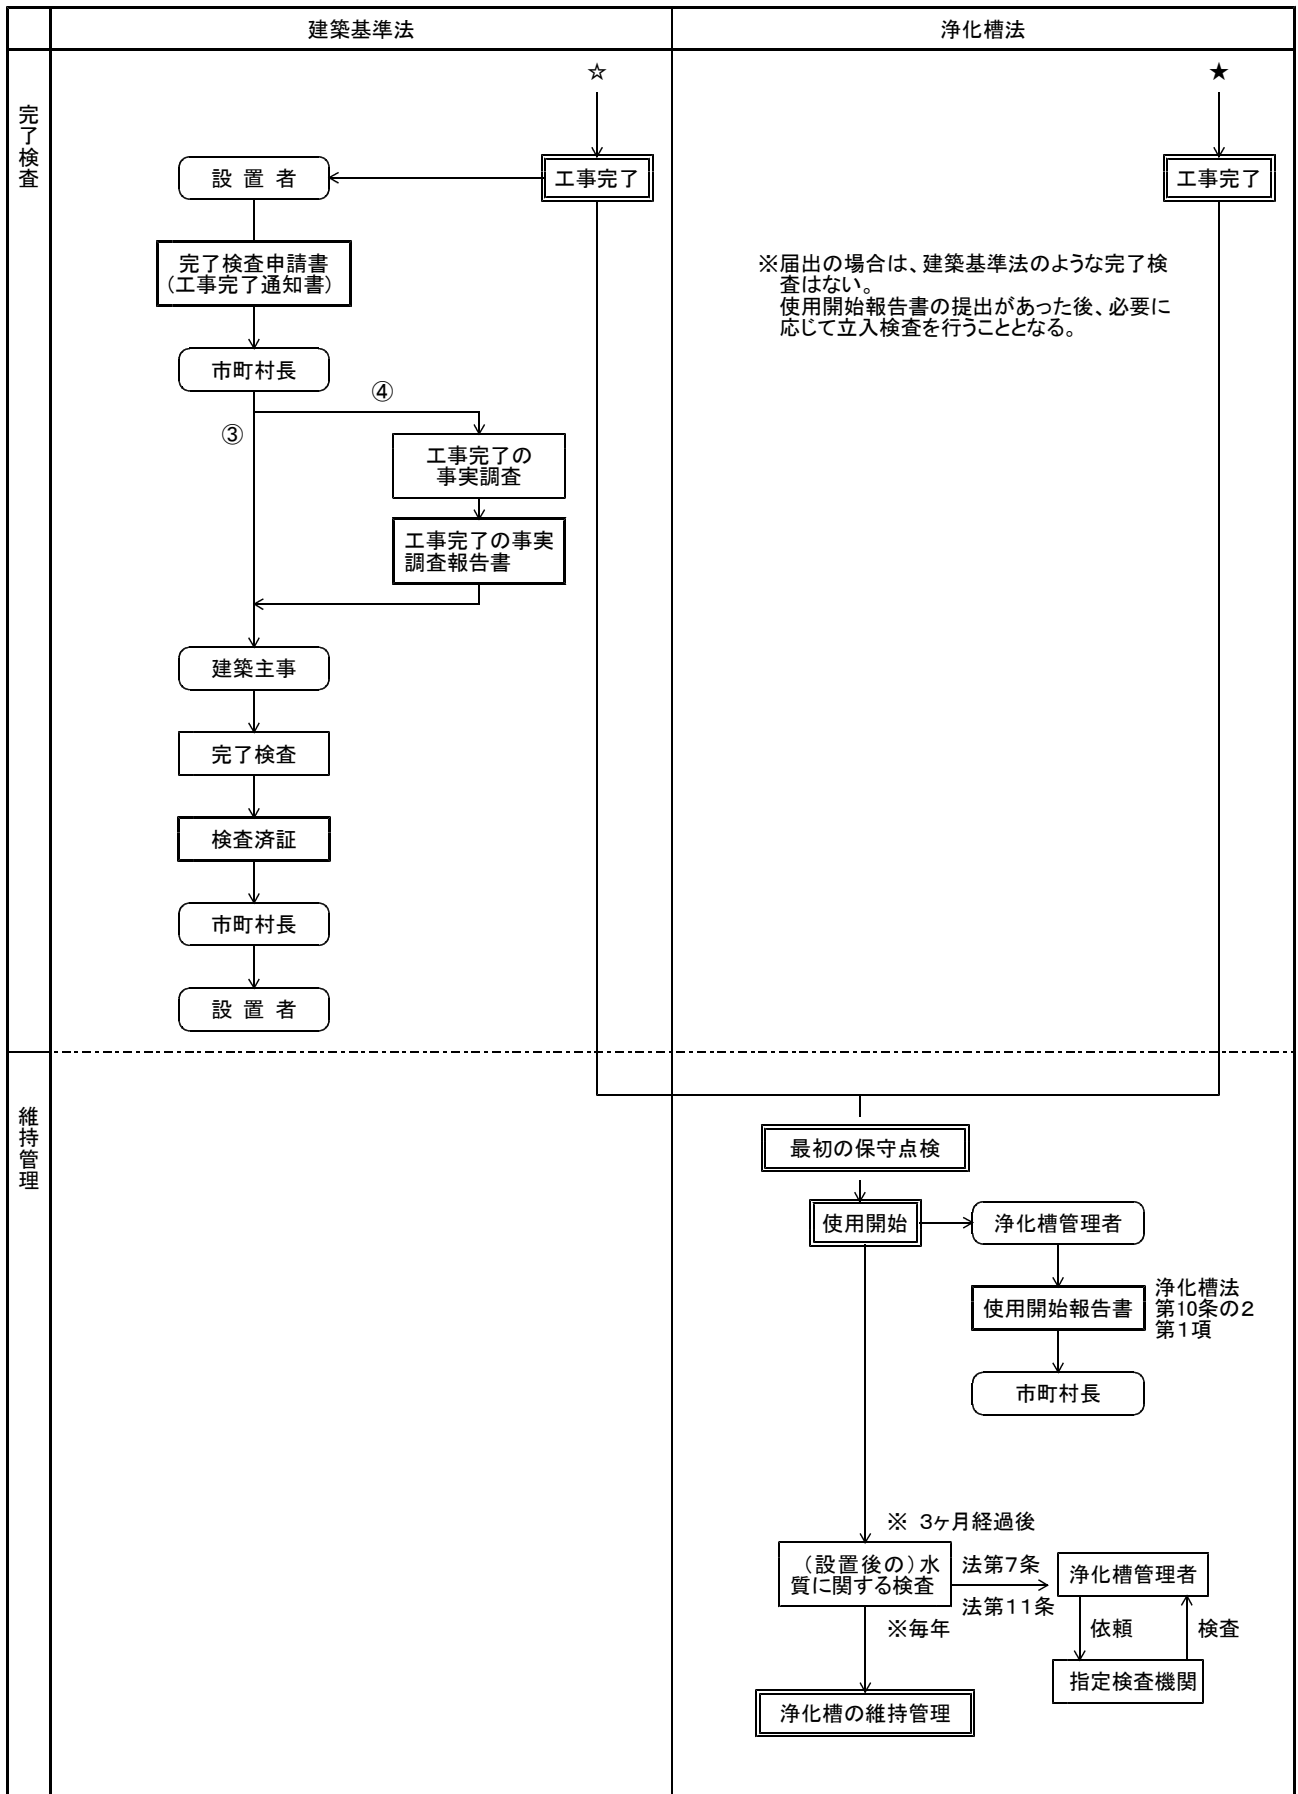 建築基準法
浄化槽法
完了検査
☆
★
設 置 者
工事完了
工事完了
完了検査申請書
(工事完了通知書)
※届出の場合は、建築基準法のような完了検
査はない。
使用開始報告書の提出があった後、必要に
応じて立入検査を行うこととなる。
市町村長
④
③
工事完了の
事実調査
工事完了の事実
調査報告書
建築主事
完了検査
検査済証
市町村長
設 置 者
維持管理
最初の保守点検
使用開始
浄化槽管理者
使用開始報告書
浄化槽法
第10条の2
第1項
市町村長
※ 3ヶ月経過後
(設置後の)水
質に関する検査
法第7条
法第11条
浄化槽管理者
※毎年
依頼
検査
指定検査機関
浄化槽の維持管理